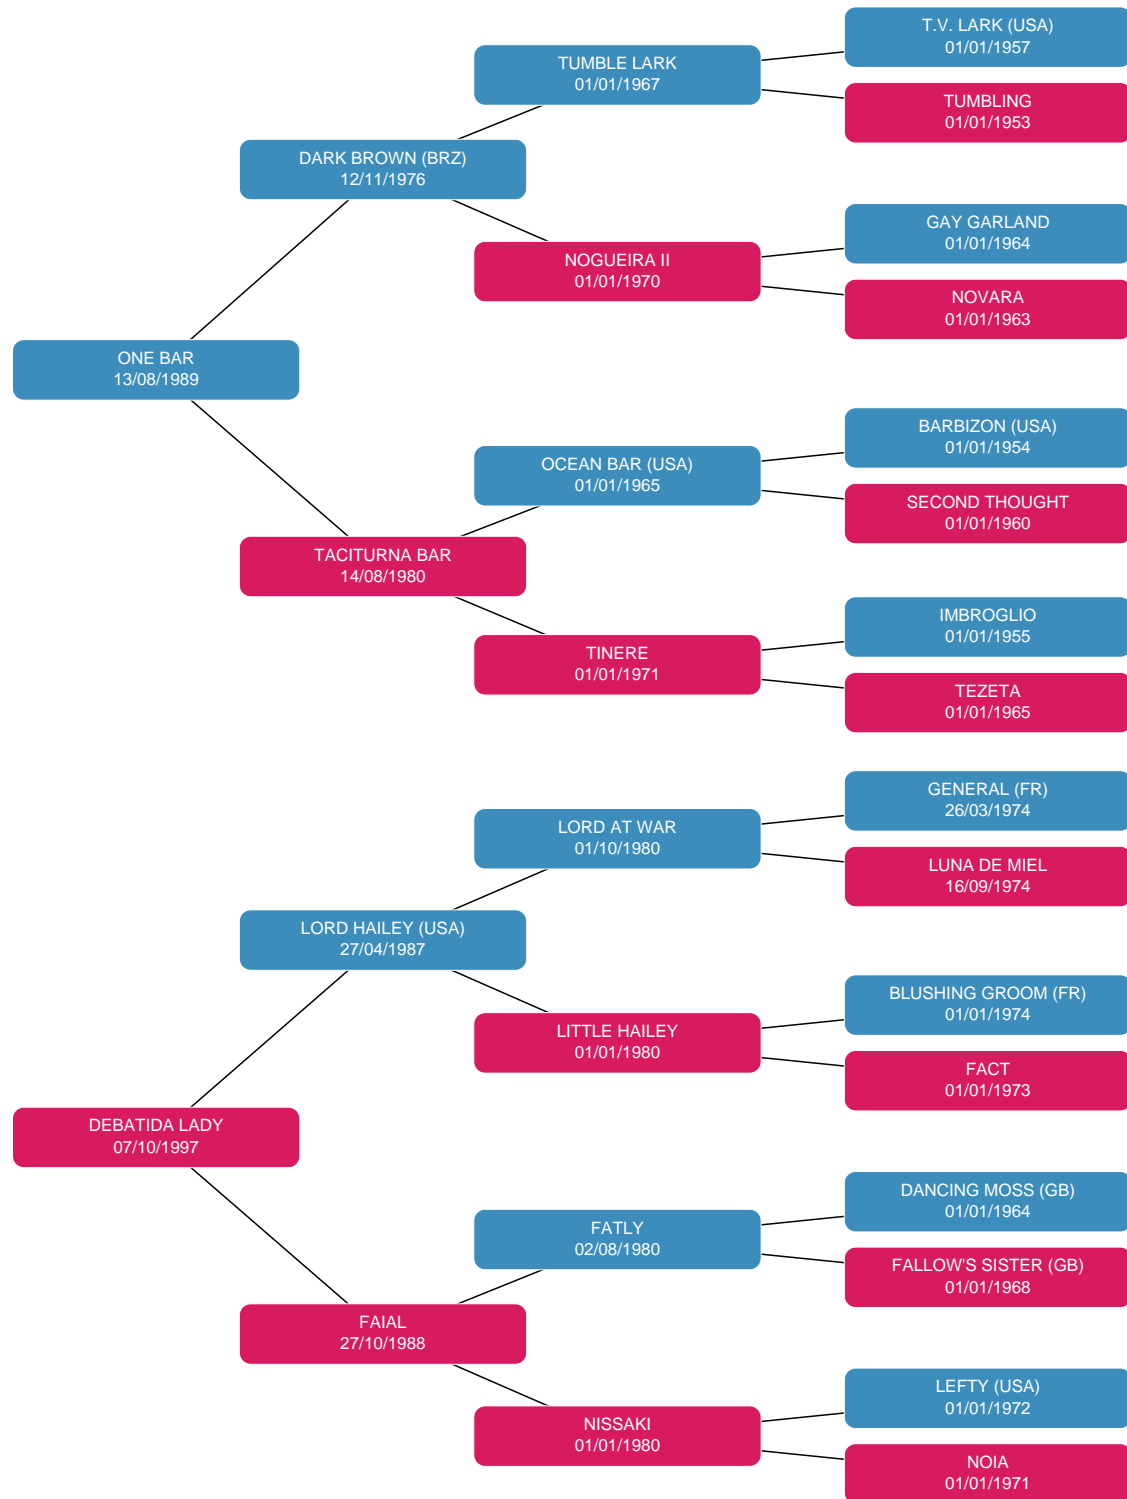 T.V. LARK (USA)
01/01/1957
TUMBLE LARK
01/01/1967
TUMBLING
01/01/1953
DARK BROWN (BRZ)
12/11/1976
GAY GARLAND
01/01/1964
NOGUEIRA II
01/01/1970
NOVARA
01/01/1963
ONE BAR
13/08/1989
BARBIZON (USA)
01/01/1954
OCEAN BAR (USA)
01/01/1965
SECOND THOUGHT
01/01/1960
TACITURNA BAR
14/08/1980
IMBROGLIO
01/01/1955
TINERE
01/01/1971
TEZETA
01/01/1965
GENERAL (FR)
26/03/1974
LORD AT WAR
01/10/1980
LUNA DE MIEL
16/09/1974
LORD HAILEY (USA)
27/04/1987
BLUSHING GROOM (FR)
01/01/1974
LITTLE HAILEY
01/01/1980
FACT
01/01/1973
DEBATIDA LADY
07/10/1997
DANCING MOSS (GB)
01/01/1964
FATLY
02/08/1980
FALLOW'S SISTER (GB)
01/01/1968
FAIAL
27/10/1988
LEFTY (USA)
01/01/1972
NISSAKI
01/01/1980
NOIA
01/01/1971